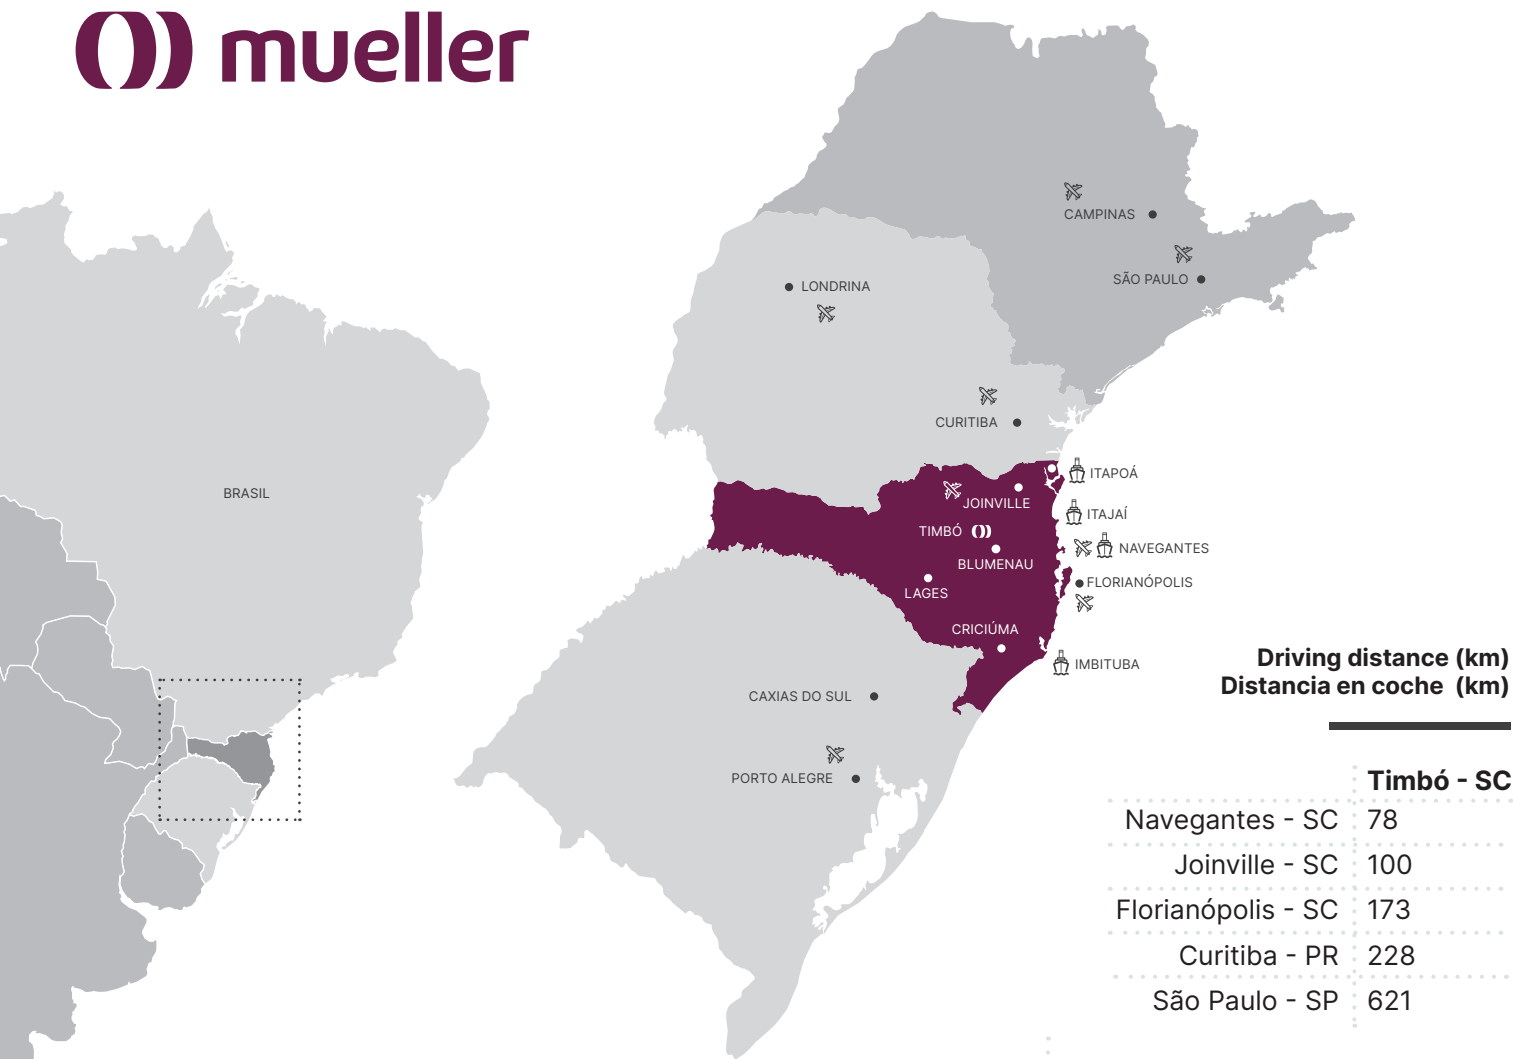 mueller
CAMPINAS
SÃO PAULO
LONDRINA
CURITIBA
BRASIL
ITAPOÁ
JOINVILLE
ITAJAÍ
TIMBÓ
NAVEGANTES
BLUMENAU
FLORIANÓPOLIS
LAGES
CRICIÚMA
IMBITUBA
CAXIAS DO SUL
PORTO ALEGRE
Driving distance (km)
Distancia en coche (km)
Timbó - SC
Navegantes - SC 78
Joinville - SC 100
Florianópolis - SC 173
Curitiba - PR 228
São Paulo - SP 621